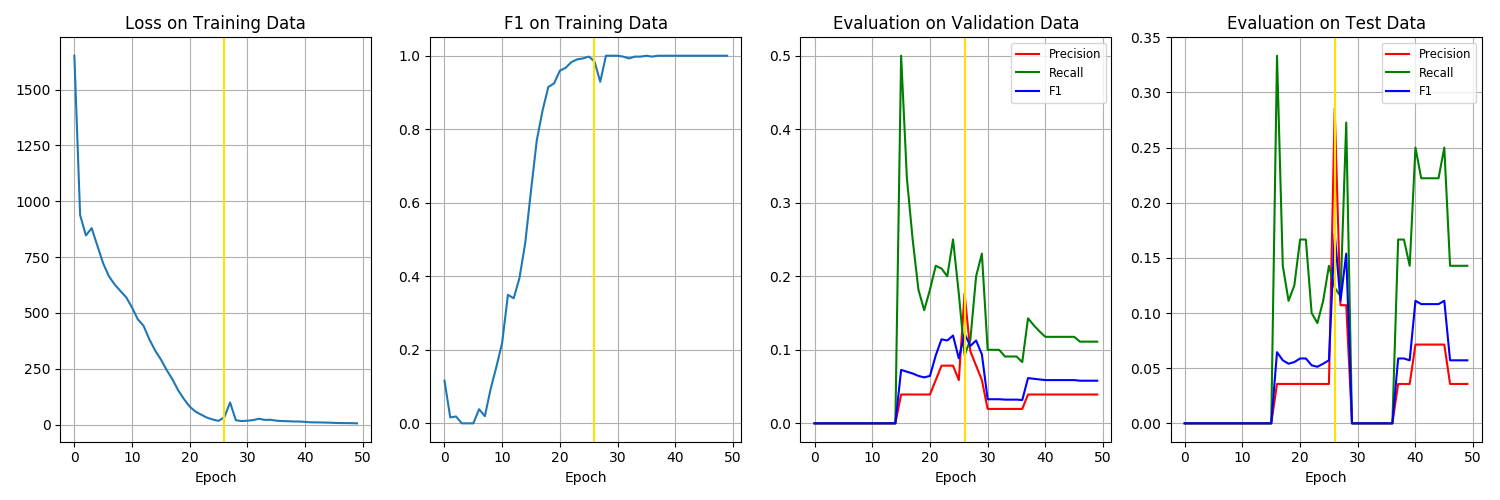 Loss on Training Data
1500
1250
1000
750
500
250
0
0 10 20 30 40 50
Epoch
F1 on Training Data
1.0
0.8
0.6
0.4
0.2
0.0
0 10 20 30 40 50
Epoch
Evaluation on Validation Data
Precision
Recall
F1
0.5
0.4
0.3
0.2
0.1
0.0
0 10 20 30 40 50
Epoch
Evaluation on Test Data
Precision
Recall
F1
0.35
0.30
0.25
0.20
0.15
0.10
0.05
0.00
0 10 20 30 40 50
Epoch